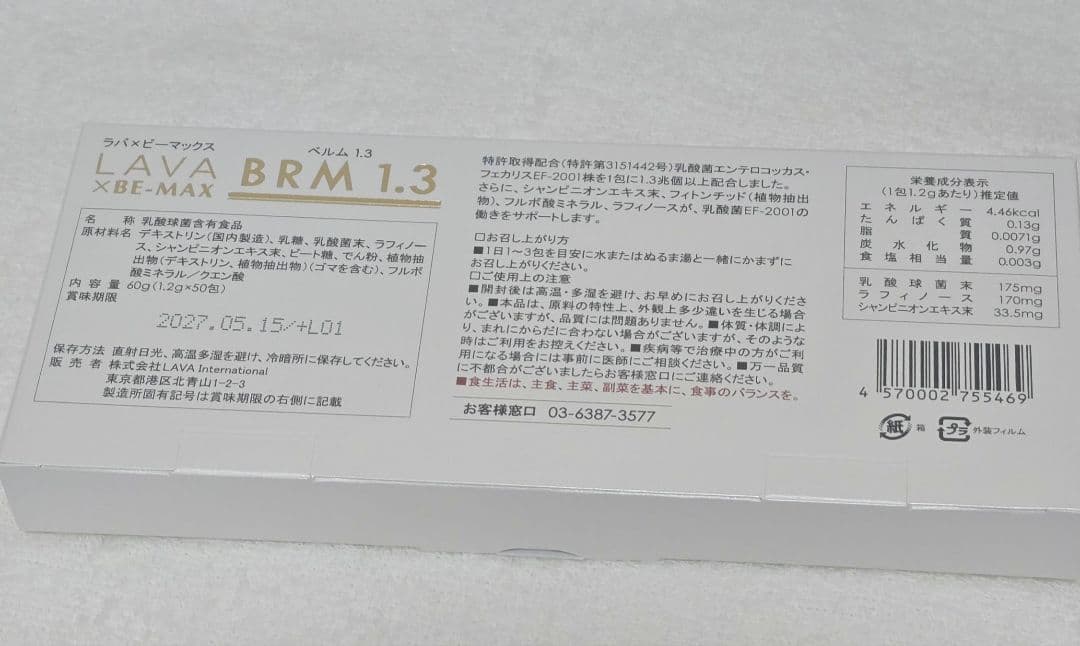 ラバ×ビーマックス
LAVA
×BE-MAX
ベルム 1.3
BRM 1.3
名 称 乳酸球菌含有食品
原材料名 デキストリン(国内製造)、乳糖、乳酸菌末、ラフィノー
ス、シャンピニオンエキス末、ビート糖、でん粉、植物抽
出物(デキストリン、植物抽出物)(ゴマを含む)、フルボ
酸ミネラル/クエン酸
内 容 量 60g(1.2g×50包)
賞味期限
2027.05.15/+L01
保存方法 直射日光、高温多湿を避け、冷暗所に保存してください。
販 売 者 株式会社LAVA International
東京都港区北青山1-2-3
製造所固有記号は賞味期限の右側に記載
特許取得配合(特許第3151442号)乳酸菌エンテロコッカス・
フェカリスEF-2001株を1包に1.3兆個以上配合しました。
さらに、シャンピニオンエキス末、フィトンチッド(植物抽出
物)、フルボ酸ミネラル、ラフィノースが、乳酸菌EF-2001の
働きをサポートします。
□お召し上がり方
■1日1~3包を目安に水またはぬるま湯と一緒にかまずに
お召し上がりください。
□ご使用上の注意
■開封後は高温・多湿を避け、お早めにお召し上がりくださ
い。■本品は、原料の特性上、外観上多少違いを生じる場合
がございますが、品質には問題ありません。■体質・体調によ
り、まれにからだに合わない場合がございますが、そのような
時はご利用をお控えください。■疾病等で治療中の方がご利
用になる場合には事前に医師にご相談ください。■万一品質
に不都合がございましたらお客様窓口にご連絡ください。
■食生活は、主食、主菜、副菜を基本に、食事のバランスを。
お客様窓口 03-6387-3577
栄養成分表示
(1包1.2gあたり)推定値
エネルギー 4.46kcal
たんぱく質 0.13g
脂質 0.0071g
炭水化物 0.97g
食塩相当量 0.003g
乳酸球菌末 175mg
ラフィノース 170mg
シャンピニオンエキス末 33.5mg
4 570002 755469
紙 箱
プラ 外装フィルム